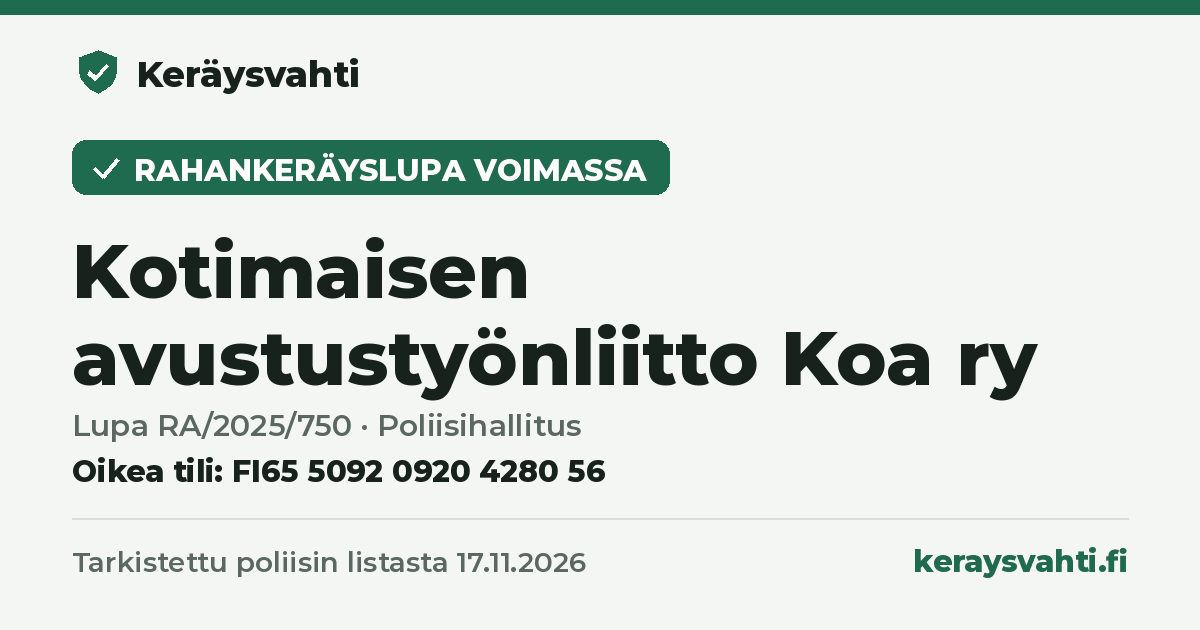 Keräysvahti
RAHANKERÄYSLUPA VOIMASSA
Kotimaisen
avustustyönliitto Koa ry
Lupa RA/2025/750 · Poliisihallitus
Oikea tili: FI65 5092 0920 4280 56
Tarkistettu poliisin listasta 17.11.2026
keraysvahti.fi